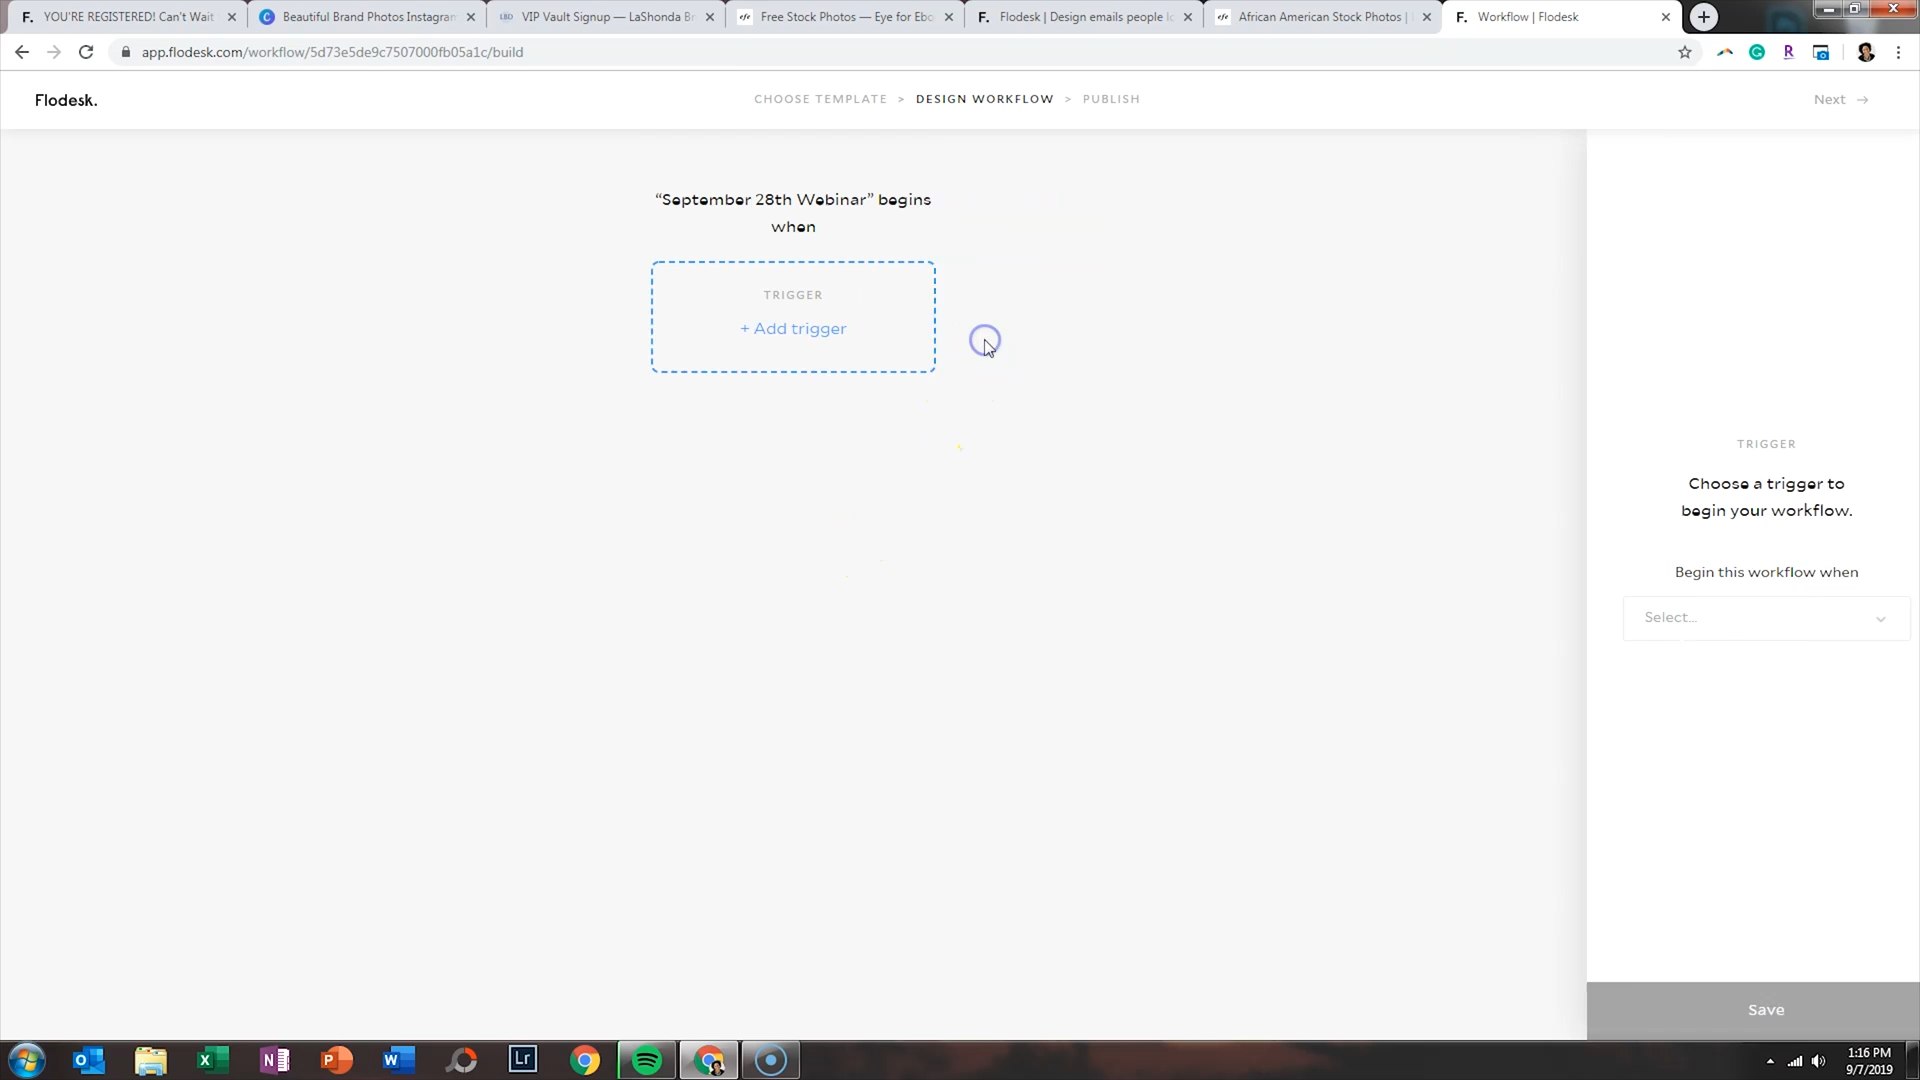 F. YOU'RE REGISTERED! Can't Wait
Beautiful Brand Photos Instagram
VIP Vault Signup — LaShonda Br
Free Stock Photos — Eye for Ebo
F. Flodesk | Design emails people lo
African American Stock Photos |
F. Workflow | Flodesk
app.flodesk.com/workflow/5d73e5de9c7507000fb05a1c/build
Flodesk.
CHOOSE TEMPLATE > DESIGN WORKFLOW > PUBLISH
Next →
“September 28th Webinar” begins
when
TRIGGER
+ Add trigger
TRIGGER
Choose a trigger to
begin your workflow.
Begin this workflow when
Select...
Save
Lr
1:16 PM
9/7/2019